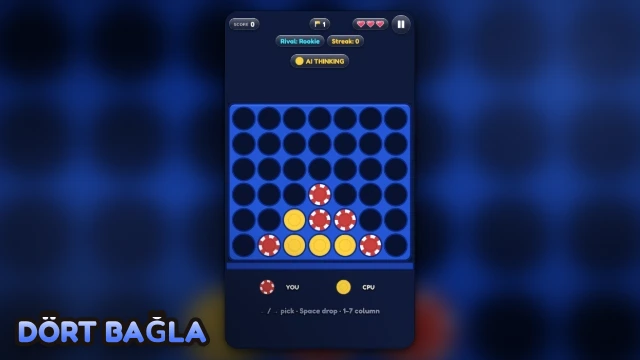 SCORE 0
1
Rival: Rookie
Streak: 0
AI THINKING
YOU
CPU
/ pick · Space drop · 1-7 column
DÖRT BAĞLA